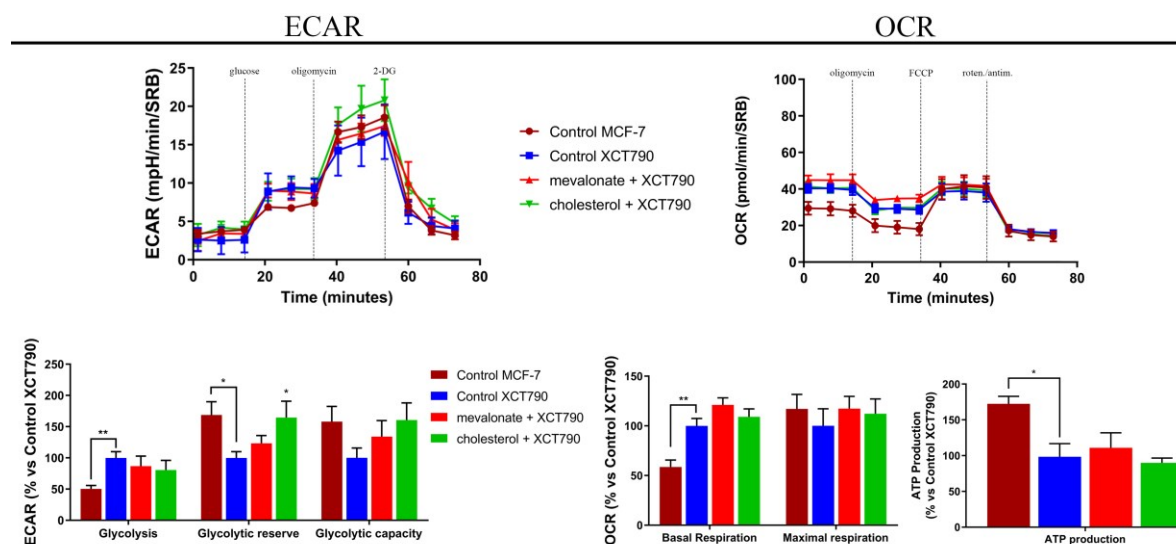 ECAR
OCR
glucose
oligomycin
2-DG
ECAR (mpH/min/SRB)
25
20
15
10
5
0
0
20
40
60
80
Time (minutes)
Control MCF-7
Control XCT790
mevalonate + XCT790
cholesterol + XCT790
oligomycin
FCCP
roten./antim.
OCR (pmol/min/SRB)
100
80
60
40
20
0
0
20
40
60
80
Time (minutes)
ECAR (% vs Control XCT790)
200
150
100
50
0
**
*
*
Glycolysis
Glycolytic reserve
Glycolytic capacity
Control MCF-7
Control XCT790
mevalonate + XCT790
cholesterol + XCT790
OCR (% vs Control XCT790)
150
100
50
0
**
Basal Respiration
Maximal respiration
ATP Production
(% vs Control XCT790)
200
150
100
50
0
*
ATP production